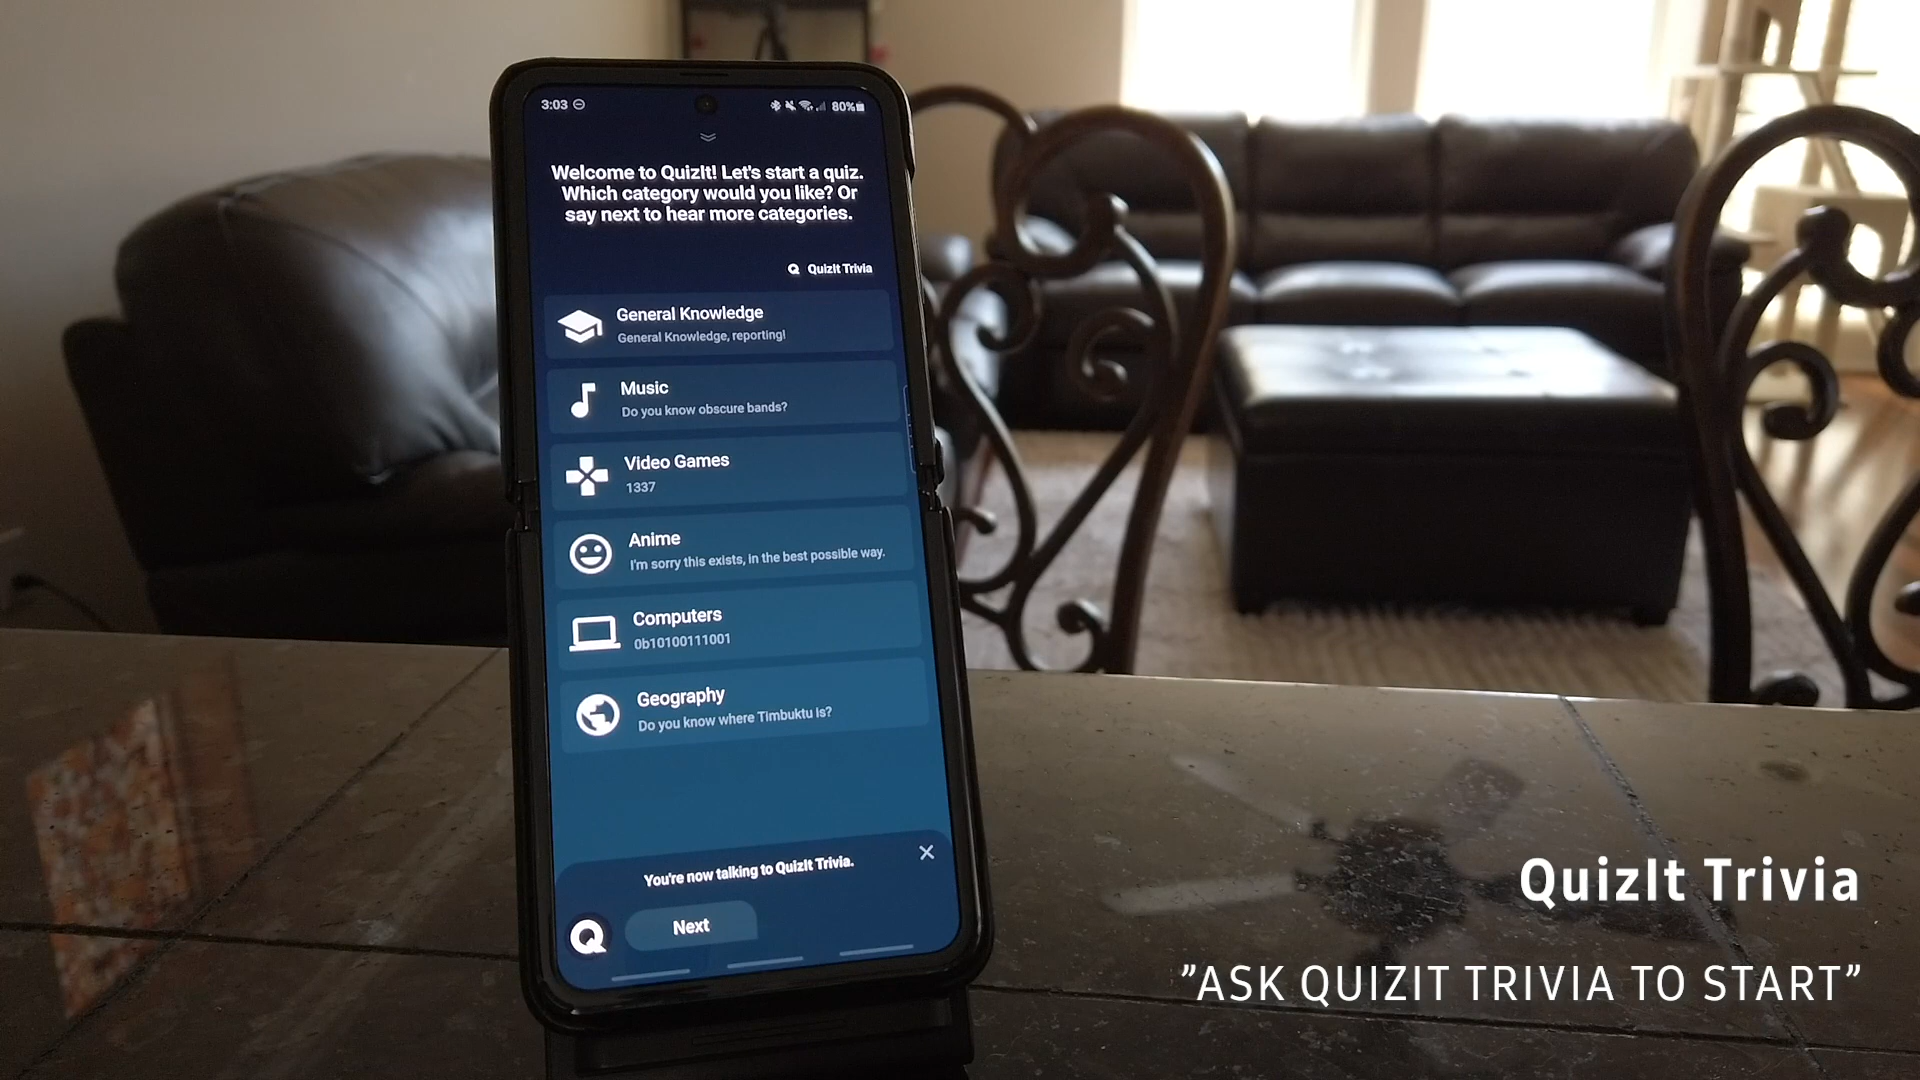 3:03
80%
Welcome to QuizIt! Let's start a quiz.
Which category would you like? Or
say next to hear more categories.
QuizIt Trivia
General Knowledge
General Knowledge, reporting!
Music
Do you know obscure bands?
Video Games
1337
Anime
I'm sorry this exists, in the best possible way.
Computers
0b10100111001
Geography
Do you know where Timbuktu is?
You're now talking to QuizIt Trivia.
Next
QuizIt Trivia
"ASK QUIZIT TRIVIA TO START"